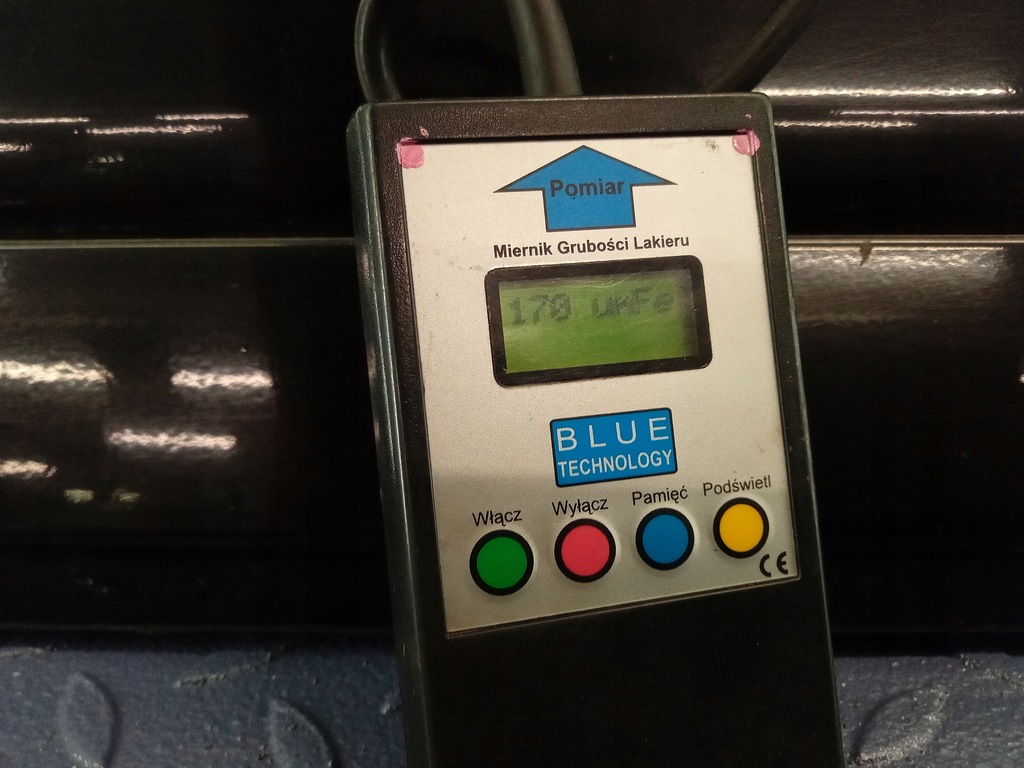 Pomiar
Miernik Grubości Lakieru
170 umFe
BLUE
TECHNOLOGY
Włącz Wyłącz Pamięć Podświetl
CE